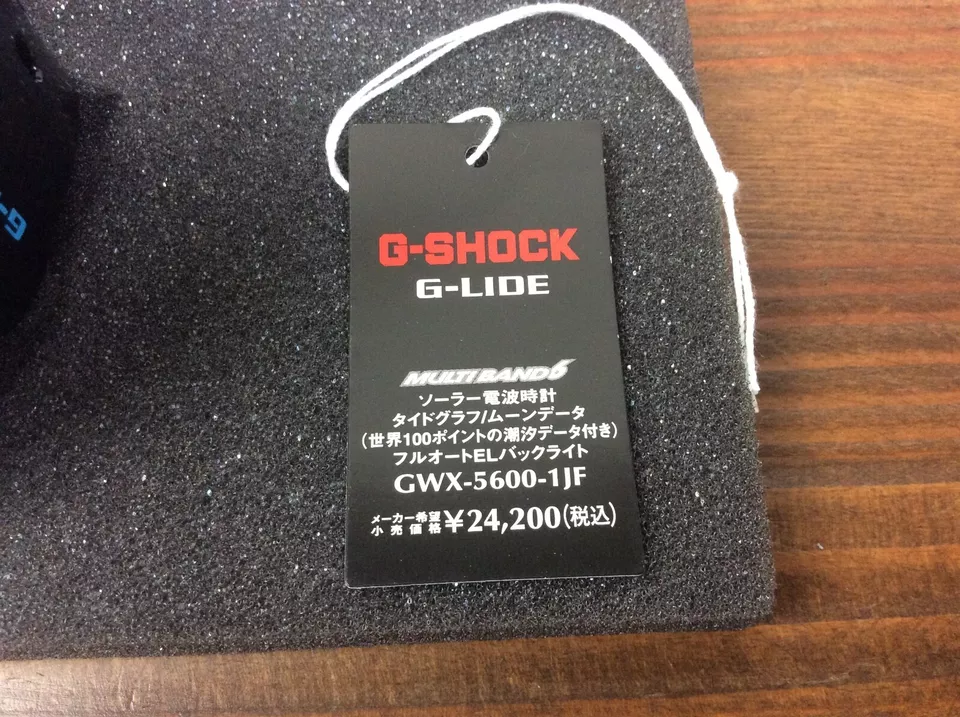 G-SHOCK
G-LIDE
MULTI BAND 6
ソーラー電波時計
タイドグラフ/ムーンデータ
(世界100ポイントの潮汐データ付き)
フルオートELバックライト
GWX-5600-1JF
メーカー希望
小売価格 ¥24,200(税込)